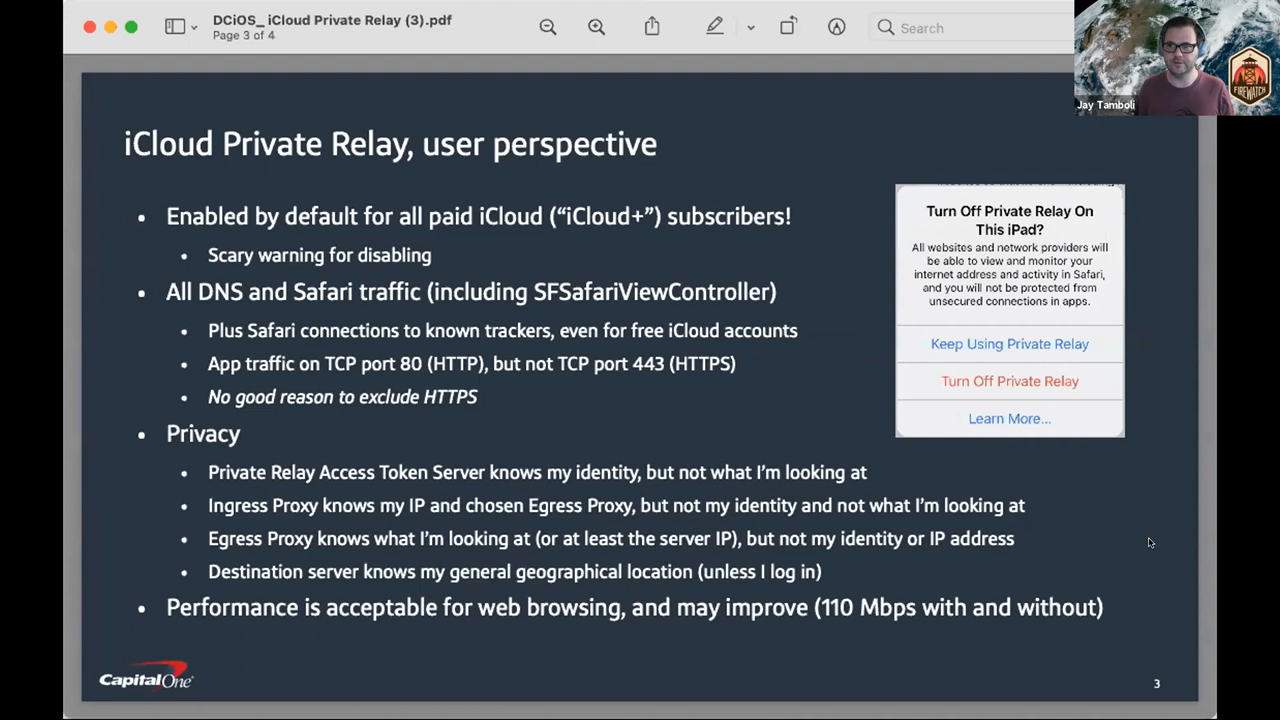 DCiOS_ iCloud Private Relay (3).pdf
Page 3 of 4
Search
Jay Tamboli
FIREWATCH
iCloud Private Relay, user perspective
• Enabled by default for all paid iCloud (“iCloud+”) subscribers!
• Scary warning for disabling
• All DNS and Safari traffic (including SFSafariViewController)
• Plus Safari connections to known trackers, even for free iCloud accounts
• App traffic on TCP port 80 (HTTP), but not TCP port 443 (HTTPS)
• No good reason to exclude HTTPS
• Privacy
• Private Relay Access Token Server knows my identity, but not what I’m looking at
• Ingress Proxy knows my IP and chosen Egress Proxy, but not my identity and not what I’m looking at
• Egress Proxy knows what I’m looking at (or at least the server IP), but not my identity or IP address
• Destination server knows my general geographical location (unless I log in)
• Performance is acceptable for web browsing, and may improve (110 Mbps with and without)
Turn Off Private Relay On
This iPad?
All websites and network providers will
be able to view and monitor your
internet address and activity in Safari,
and you will not be protected from
unsecured connections in apps.
Keep Using Private Relay
Turn Off Private Relay
Learn More...
Capital One
3